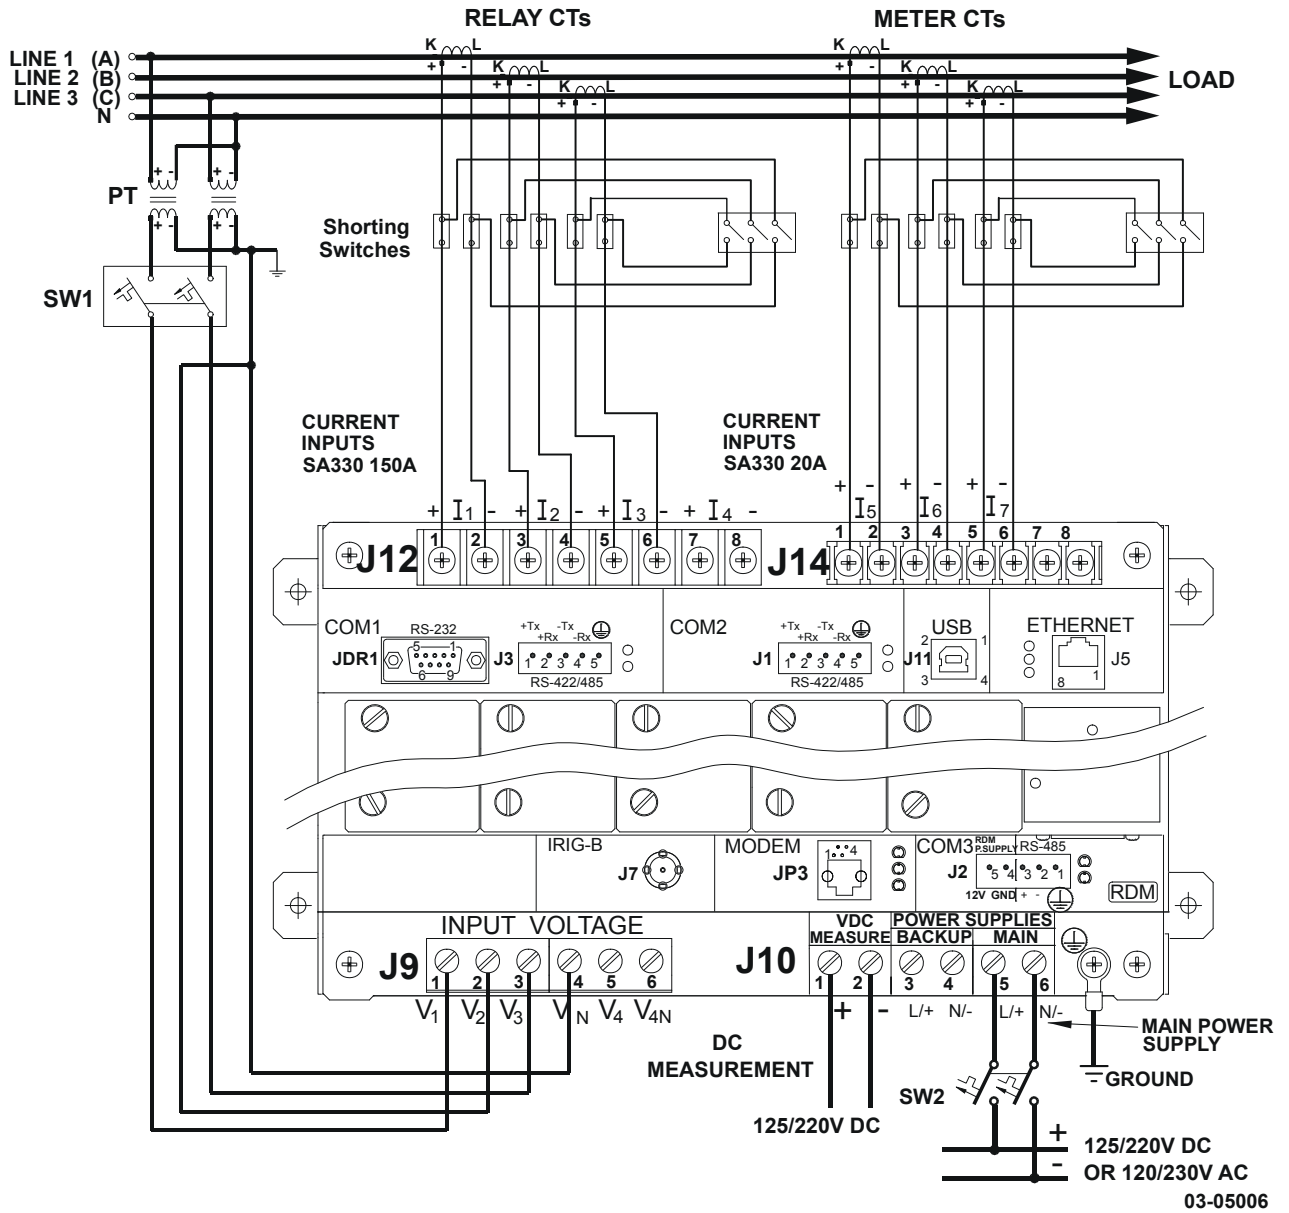 RELAY CTs
METER CTs
K L K L
LINE 1 (A)
+ - K L + - K L
LINE 2 (B)
+ - K L + - K L
LINE 3 (C)
+ - + -
LOAD
N
+ - + -
PT
+ - + -
Shorting
Switches
SW1
CURRENT
INPUTS
SA330 150A
CURRENT
INPUTS
SA330 20A
+ I1 - + I2 - + I3 - + I4 -
+ - + - + -
I5 I6 I7
J12
1 2 3 4 5 6 7 8
J14
1 2 3 4 5 6 7 8
COM1
RS-232
JDR1
5 1
6 9
J3
+Tx -Tx
+Rx -Rx
1 2 3 4 5
RS-422/485
COM2
J1
+Tx -Tx
+Rx -Rx
1 2 3 4 5
RS-422/485
USB
J11
2 1
3 4
ETHERNET
8 1
J5
IRIG-B
J7
MODEM
JP3
1 4
COM3
RDM
P.SUPPLY
RS-485
J2
5 4 3 2 1
12V GND + -
RDM
INPUT VOLTAGE
J9
1 2 3 4 5 6
V1 V2 V3 VN V4 V4N
J10
VDC
MEASURE
POWER SUPPLIES
BACKUP MAIN
1 2 3 4 5 6
+ - L/+ N/- L/+ N/-
MAIN POWER
SUPPLY
DC
MEASUREMENT
GROUND
SW2
125/220V DC
+
125/220V DC
-
OR 120/230V AC
03-05006